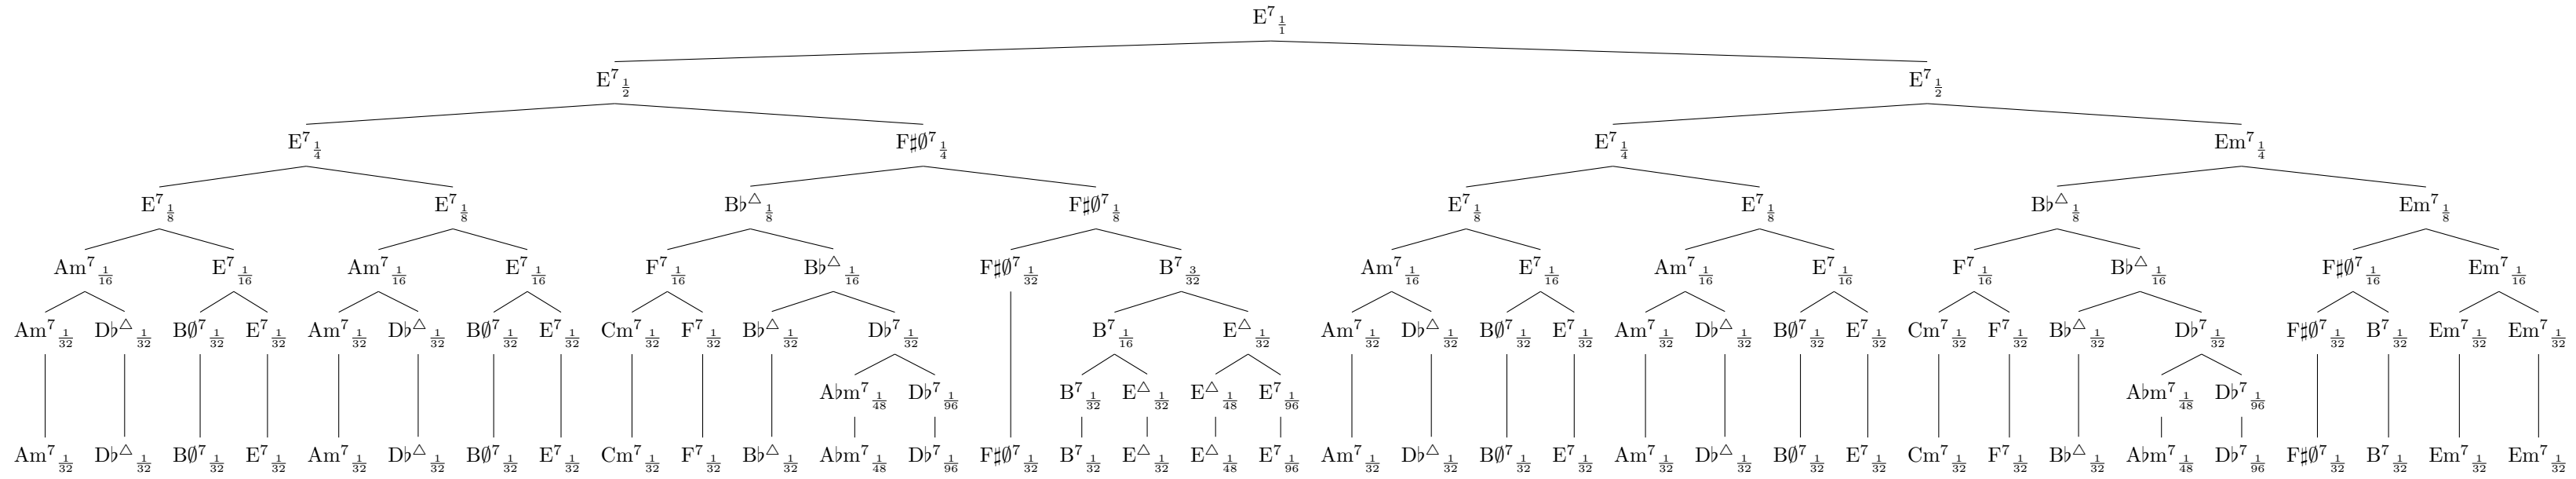 E⁷ 1/1
E⁷ 1/2 E⁷ 1/2
E⁷ 1/4 F♯Ø⁷ 1/4 E⁷ 1/4 Em⁷ 1/4
E⁷ 1/8 E⁷ 1/8 B♭△ 1/8 F♯Ø⁷ 1/8 E⁷ 1/8 E⁷ 1/8 B♭△ 1/8 Em⁷ 1/8
Am⁷ 1/16 E⁷ 1/16 Am⁷ 1/16 E⁷ 1/16 F⁷ 1/16 B♭△ 1/16 F♯Ø⁷ 1/32 B⁷ 3/32 Am⁷ 1/16 E⁷ 1/16 Am⁷ 1/16 E⁷ 1/16 F⁷ 1/16 B♭△ 1/16 F♯Ø⁷ 1/16 Em⁷ 1/16
Am⁷ 1/32 D♭△ 1/32 BØ⁷ 1/32 E⁷ 1/32 Am⁷ 1/32 D♭△ 1/32 BØ⁷ 1/32 E⁷ 1/32 Cm⁷ 1/32 F⁷ 1/32 B♭△ 1/32 D♭⁷ 1/32 B⁷ 1/16 E△ 1/32 Am⁷ 1/32 D♭△ 1/32 BØ⁷ 1/32 E⁷ 1/32 Am⁷ 1/32 D♭△ 1/32 BØ⁷ 1/32 E⁷ 1/32 Cm⁷ 1/32 F⁷ 1/32 B♭△ 1/32 D♭⁷ 1/32 F♯Ø⁷ 1/32 B⁷ 1/32 Em⁷ 1/32 Em⁷ 1/32
A♭m⁷ 1/48 D♭⁷ 1/96 B⁷ 1/32 E△ 1/32 E△ 1/48 E⁷ 1/96 A♭m⁷ 1/48 D♭⁷ 1/96
Am⁷ 1/32 D♭△ 1/32 BØ⁷ 1/32 E⁷ 1/32 Am⁷ 1/32 D♭△ 1/32 BØ⁷ 1/32 E⁷ 1/32 Cm⁷ 1/32 F⁷ 1/32 B♭△ 1/32 A♭m⁷ 1/48 D♭⁷ 1/96 F♯Ø⁷ 1/32 B⁷ 1/32 E△ 1/32 E△ 1/48 E⁷ 1/96 Am⁷ 1/32 D♭△ 1/32 BØ⁷ 1/32 E⁷ 1/32 Am⁷ 1/32 D♭△ 1/32 BØ⁷ 1/32 E⁷ 1/32 Cm⁷ 1/32 F⁷ 1/32 B♭△ 1/32 A♭m⁷ 1/48 D♭⁷ 1/96 F♯Ø⁷ 1/32 B⁷ 1/32 Em⁷ 1/32 Em⁷ 1/32